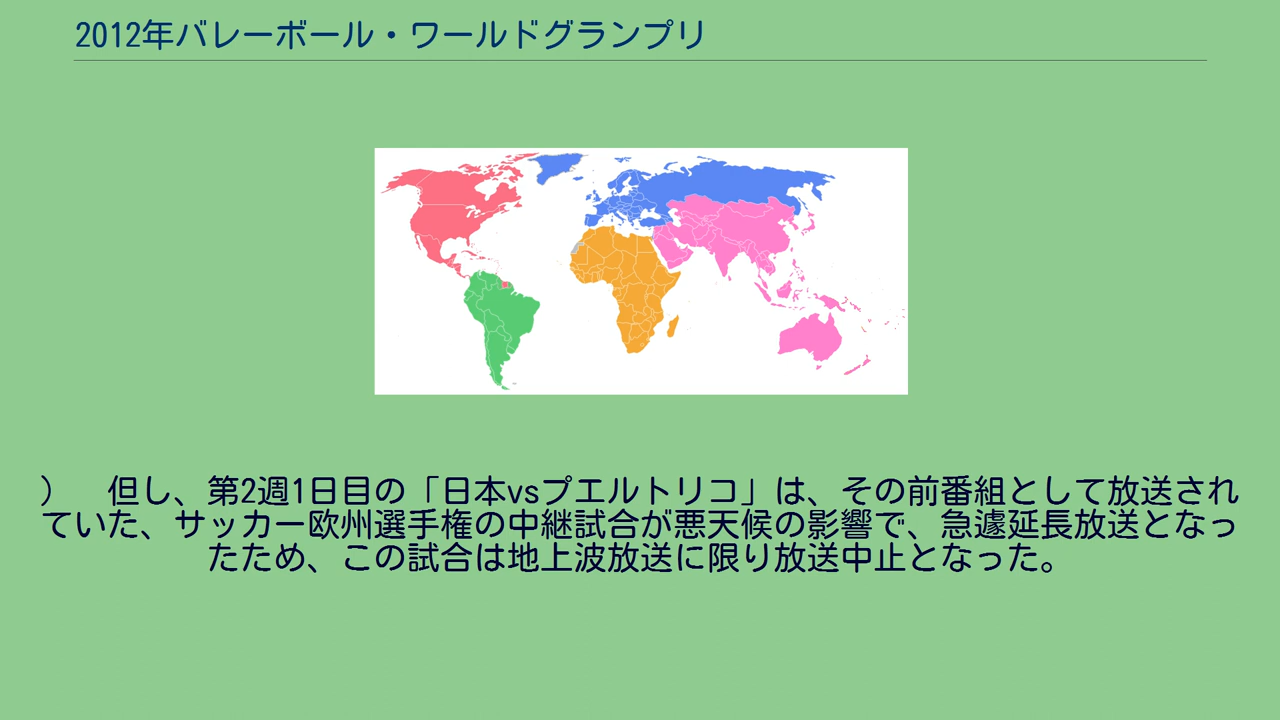 2012年バレーボール・ワールドグランプリ
）　但し、第2週1日目の「日本vsプエルトリコ」は、その前番組として放送され
ていた、サッカー欧州選手権の中継試合が悪天候の影響で、急遽延長放送となっ
たため、この試合は地上波放送に限り放送中止となった。